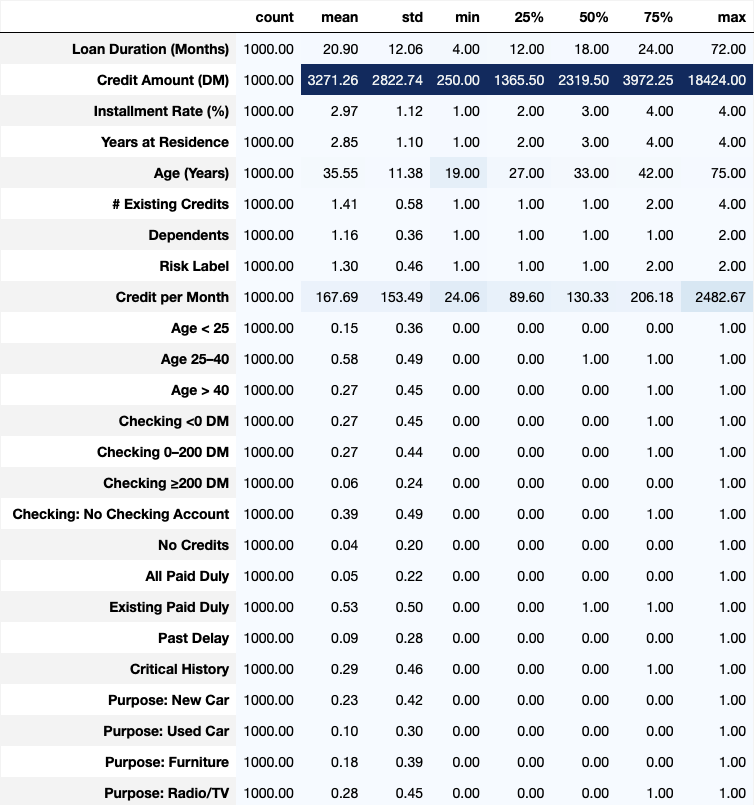 count mean std min 25% 50% 75% max
Loan Duration (Months) 1000.00 20.90 12.06 4.00 12.00 18.00 24.00 72.00
Credit Amount (DM) 1000.00 3271.26 2822.74 250.00 1365.50 2319.50 3972.25 18424.00
Installment Rate (%) 1000.00 2.97 1.12 1.00 2.00 3.00 4.00 4.00
Years at Residence 1000.00 2.85 1.10 1.00 2.00 3.00 4.00 4.00
Age (Years) 1000.00 35.55 11.38 19.00 27.00 33.00 42.00 75.00
# Existing Credits 1000.00 1.41 0.58 1.00 1.00 1.00 2.00 4.00
Dependents 1000.00 1.16 0.36 1.00 1.00 1.00 1.00 2.00
Risk Label 1000.00 1.30 0.46 1.00 1.00 1.00 2.00 2.00
Credit per Month 1000.00 167.69 153.49 24.06 89.60 130.33 206.18 2482.67
Age < 25 1000.00 0.15 0.36 0.00 0.00 0.00 0.00 1.00
Age 25–40 1000.00 0.58 0.49 0.00 0.00 1.00 1.00 1.00
Age > 40 1000.00 0.27 0.45 0.00 0.00 0.00 1.00 1.00
Checking <0 DM 1000.00 0.27 0.45 0.00 0.00 0.00 1.00 1.00
Checking 0–200 DM 1000.00 0.27 0.44 0.00 0.00 0.00 1.00 1.00
Checking ≥200 DM 1000.00 0.06 0.24 0.00 0.00 0.00 0.00 1.00
Checking: No Checking Account 1000.00 0.39 0.49 0.00 0.00 0.00 1.00 1.00
No Credits 1000.00 0.04 0.20 0.00 0.00 0.00 0.00 1.00
All Paid Duly 1000.00 0.05 0.22 0.00 0.00 0.00 0.00 1.00
Existing Paid Duly 1000.00 0.53 0.50 0.00 0.00 1.00 1.00 1.00
Past Delay 1000.00 0.09 0.28 0.00 0.00 0.00 0.00 1.00
Critical History 1000.00 0.29 0.46 0.00 0.00 0.00 1.00 1.00
Purpose: New Car 1000.00 0.23 0.42 0.00 0.00 0.00 0.00 1.00
Purpose: Used Car 1000.00 0.10 0.30 0.00 0.00 0.00 0.00 1.00
Purpose: Furniture 1000.00 0.18 0.39 0.00 0.00 0.00 0.00 1.00
Purpose: Radio/TV 1000.00 0.28 0.45 0.00 0.00 0.00 1.00 1.00